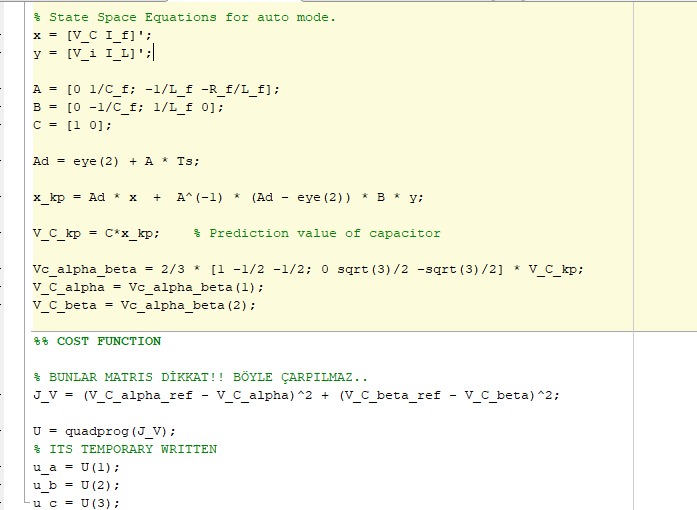 % State Space Equations for auto mode.
x = [V_C I_f]';
y = [V_i I_L]';
A = [0 1/C_f; -1/L_f -R_f/L_f];
B = [0 -1/C_f; 1/L_f 0];
C = [1 0];
Ad = eye(2) + A * Ts;
x_kp = Ad * x + A^(-1) * (Ad - eye(2)) * B * y;
V_C_kp = C*x_kp; % Prediction value of capacitor
Vc_alpha_beta = 2/3 * [1 -1/2 -1/2; 0 sqrt(3)/2 -sqrt(3)/2] * V_C_kp;
V_C_alpha = Vc_alpha_beta(1);
V_C_beta = Vc_alpha_beta(2);
%% COST FUNCTION
% BUNLAR MATRIS DİKKAT!! BÖYLE ÇARPILMAZ..
J_V = (V_C_alpha_ref - V_C_alpha)^2 + (V_C_beta_ref - V_C_beta)^2;
U = quadprog(J_V);
% ITS TEMPORARY WRITTEN
u_a = U(1);
u_b = U(2);
u_c = U(3);